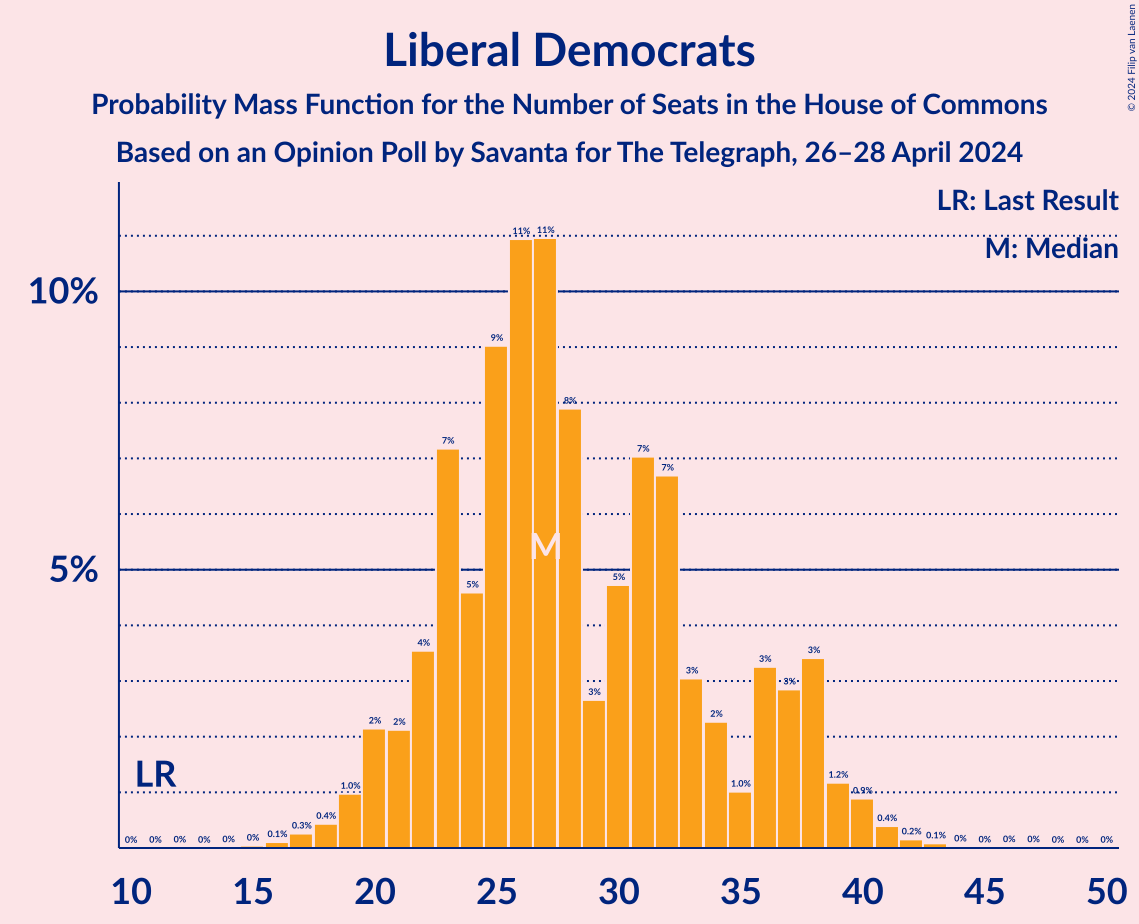 Liberal Democrats
Probability Mass Function for the Number of Seats in the House of Commons
Based on an Opinion Poll by Savanta for The Telegraph, 26–28 April 2024
© 2024 Filip van Laenen
LR: Last Result
M: Median
10%
5%
LR
M
0% 0% 0% 0% 0% 0% 0.1% 0.3% 0.4% 1.0% 2% 2% 4% 7% 5% 9% 11% 11% 8% 3% 5% 7% 7% 3% 2% 1.0% 3% 3% 3% 1.2% 0.9% 0.4% 0.2% 0.1% 0% 0% 0% 0% 0% 0% 0%
10 15 20 25 30 35 40 45 50